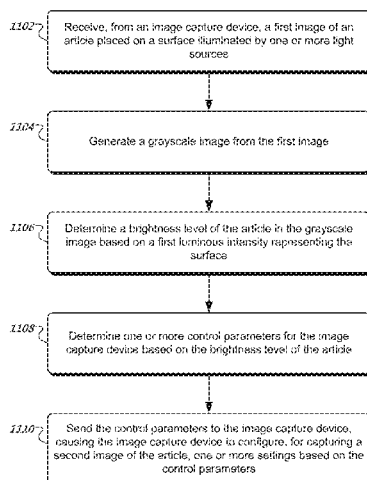 1102
Receive, from an image capture device, a first image of an
article placed on a surface illuminated by one or more light
sources
1104
Generate a grayscale image from the first image
1106
Determine a brightness level of the article in the grayscale
image based on a first luminous intensity representing the
surface
1108
Determine one or more control parameters for the image
capture device based on the brightness level of the article
1110
Send the control parameters to the image capture device,
causing the image capture device to configure, for capturing a
second image of the article, one or more settings based on the
control parameters